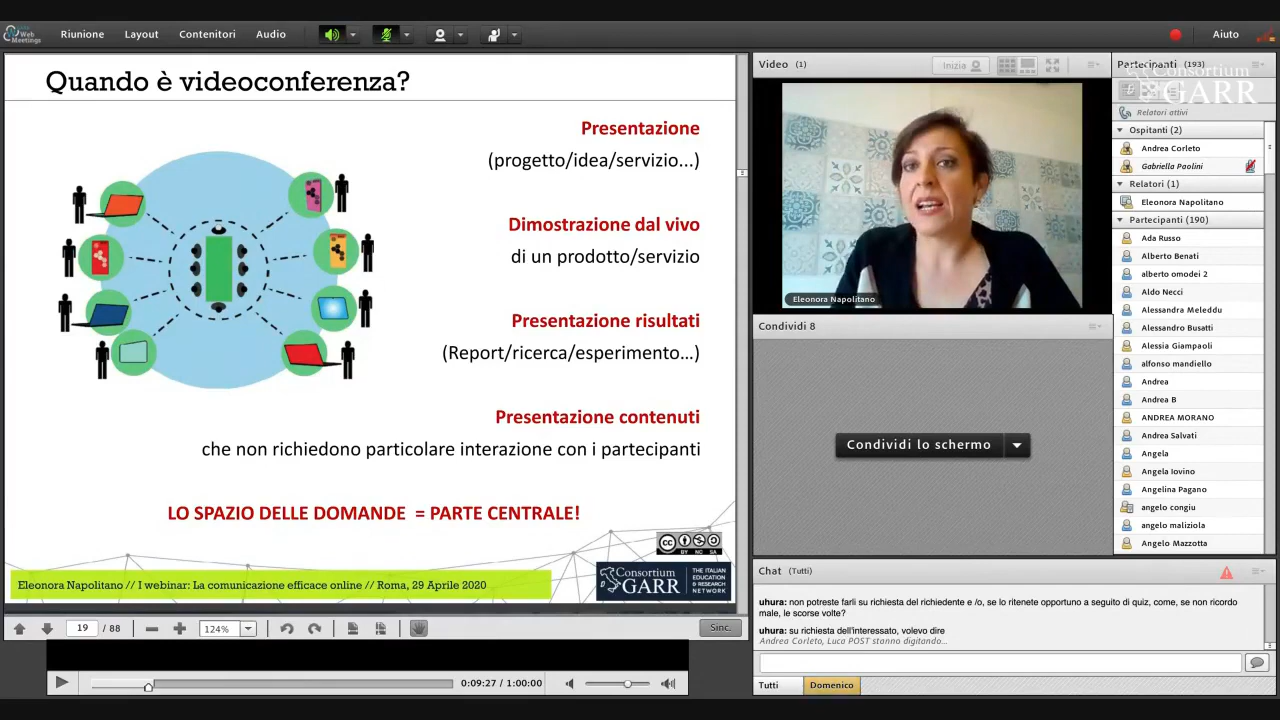 Web
Meetings
Riunione
Layout
Contenitori
Audio
Aiuto
Quando è videoconferenza?
Presentazione
(progetto/idea/servizio...)
Dimostrazione dal vivo
di un prodotto/servizio
Presentazione risultati
(Report/ricerca/esperimento…)
Presentazione contenuti
che non richiedono particolare interazione con i partecipanti
LO SPAZIO DELLE DOMANDE = PARTE CENTRALE!
cc
BY NC SA
Eleonora Napolitano // I webinar: La comunicazione efficace online // Roma, 29 Aprile 2020
Consortium
GARR
THE ITALIAN
EDUCATION
& RESEARCH
NETWORK
19 / 88
124%
Sinc.
0:09:27 / 1:00:00
Video (1)
Inizia
Eleonora Napolitano
Condividi 8
Condividi lo schermo
Partecipanti (193)
Consortium
GARR
Relatori attivi
Ospitanti (2)
Andrea Corleto
Gabriella Paolini
Relatori (1)
Eleonora Napolitano
Partecipanti (190)
Ada Russo
Alberto Benati
alberto omodei 2
Aldo Necci
Alessandra Meleddu
Alessandro Busatti
Alessia Giampaoli
alfonso mandiello
Andrea
Andrea B
ANDREA MORANO
Andrea Salvati
Angela
Angela Iovino
Angelina Pagano
angelo congiu
angelo maliziola
Angelo Mazzotta
Chat (Tutti)
uhura: non potreste farli su richiesta del richiedente e /o, se lo ritenete opportuno a seguito di quiz, come, se non ricordo
male, le scorse volte?
uhura: su richiesta dell'interessato, volevo dire
Andrea Corleto, Luca POST stanno digitando...
Tutti
Domenico